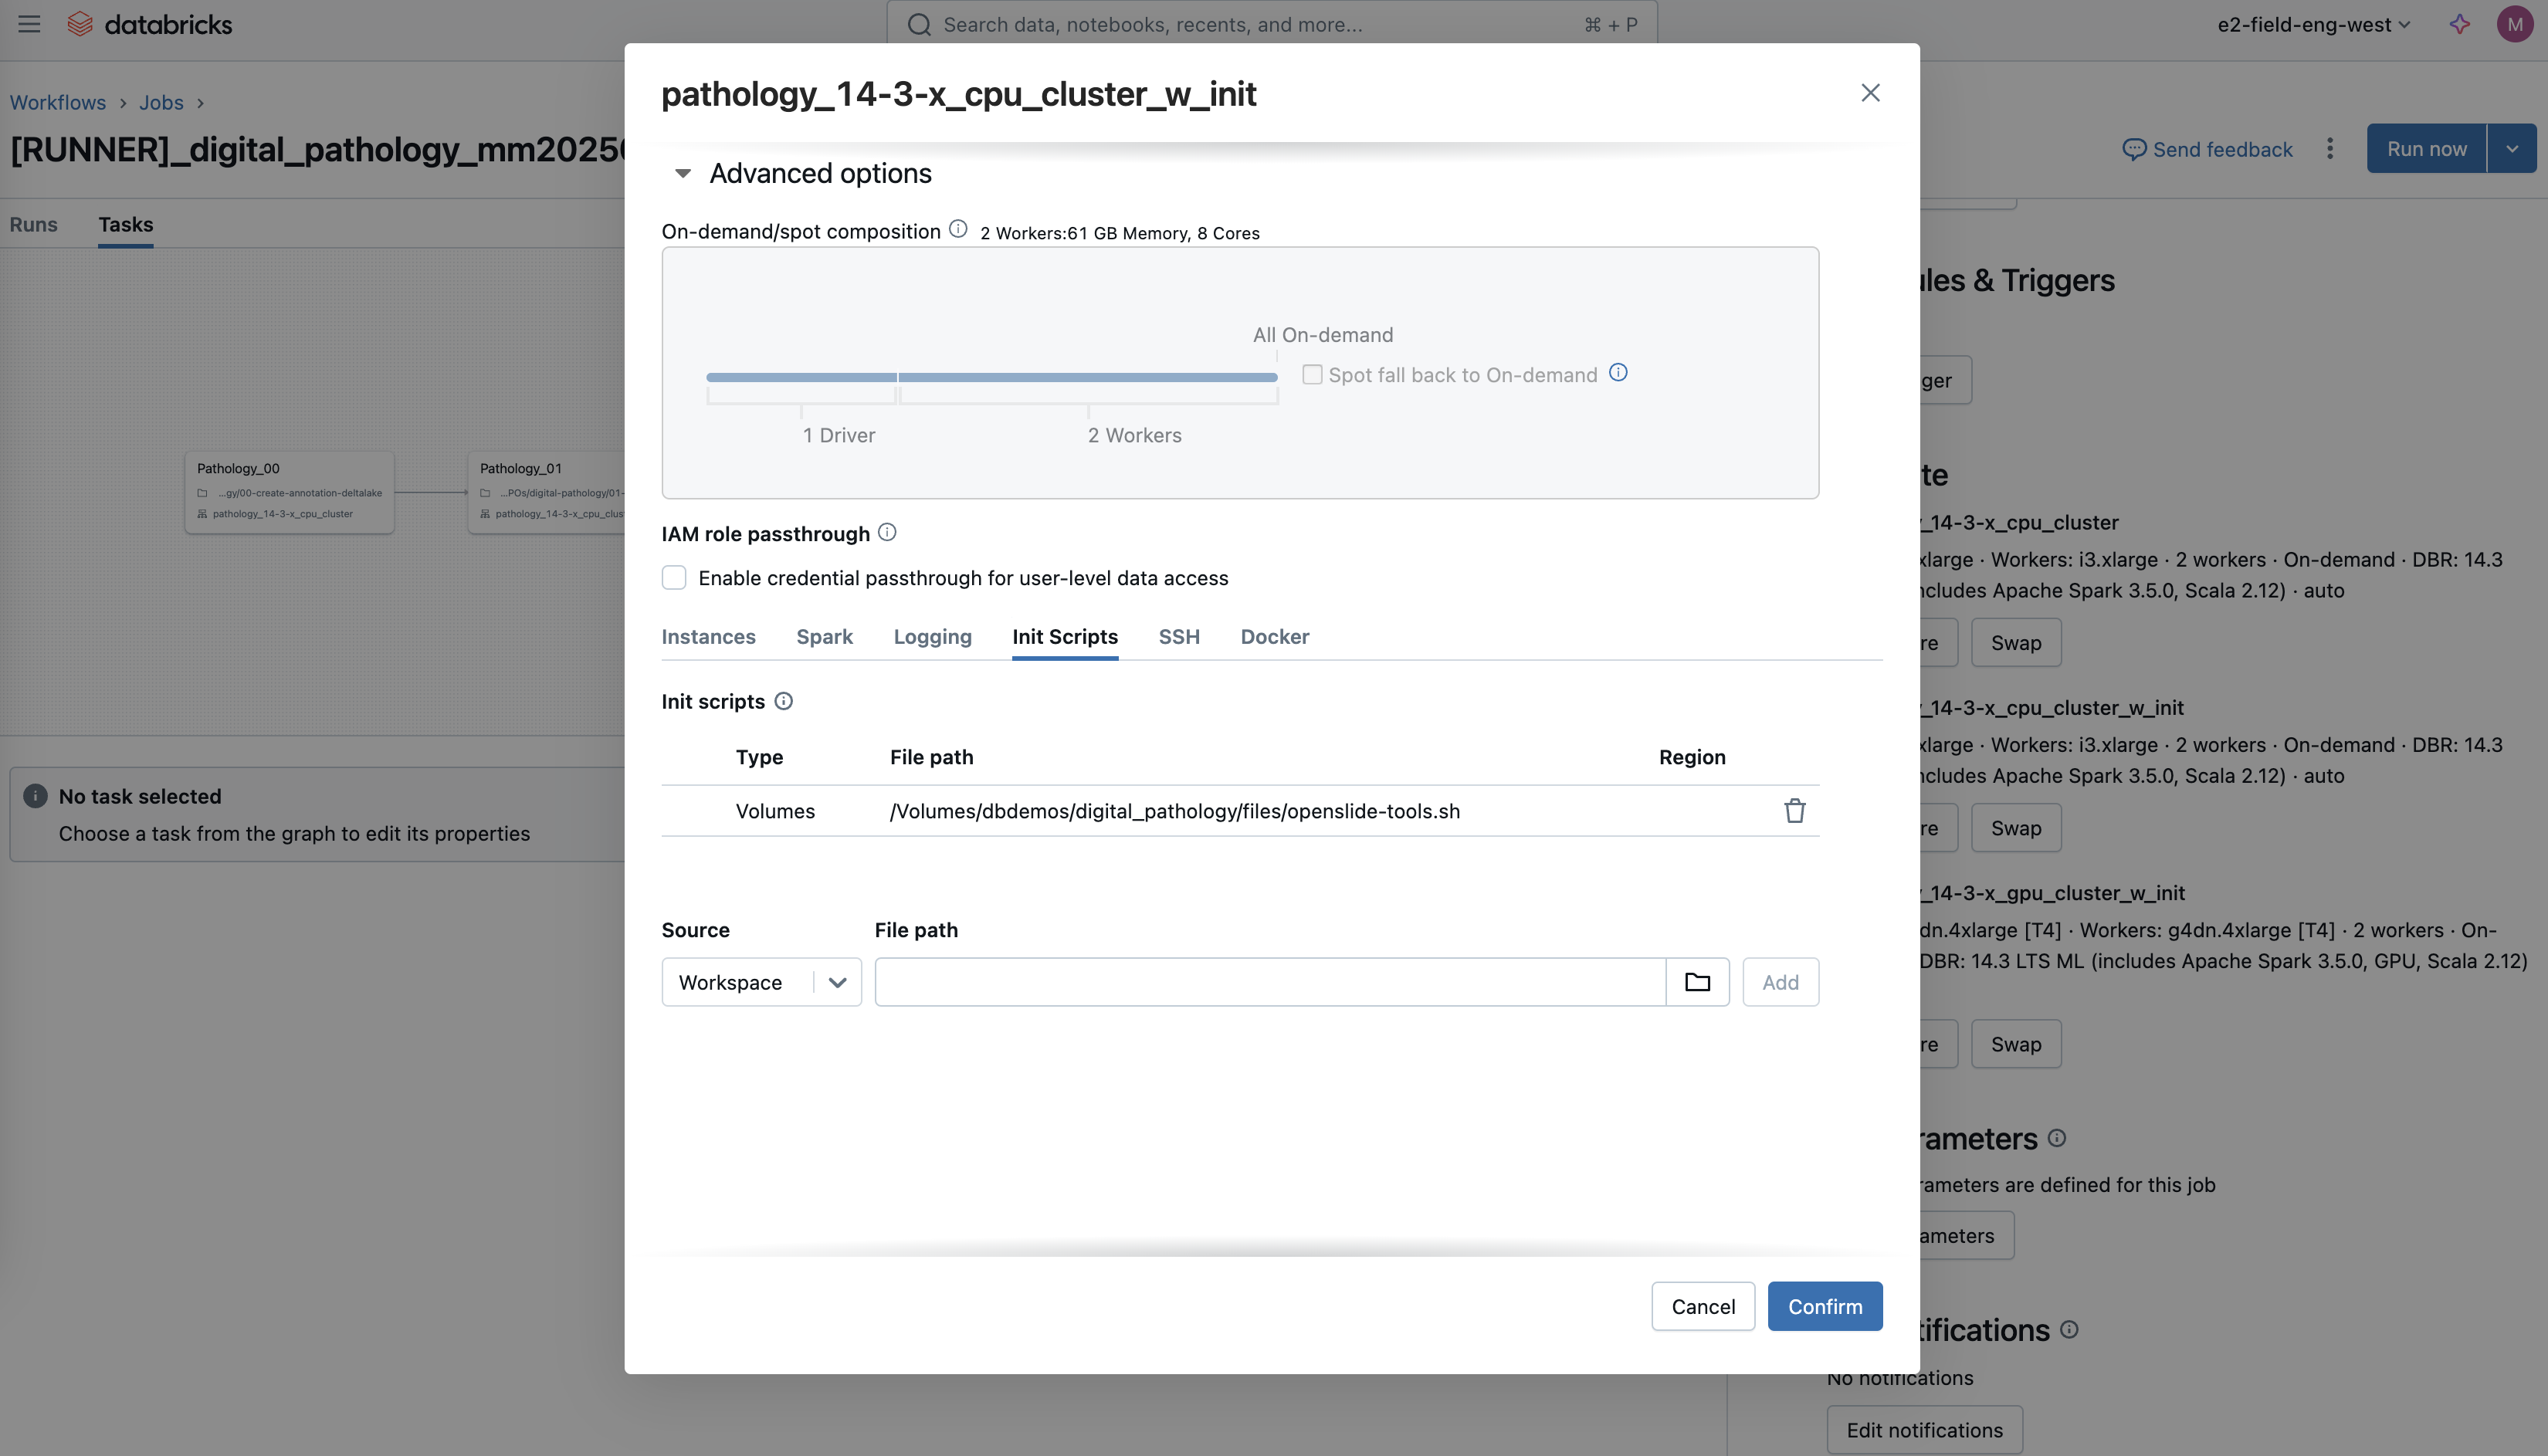 databricks
Search data, notebooks, recents, and more...
⌘ + P
e2-field-eng-west
M
Workflows > Jobs >
[RUNNER]_digital_pathology_mm2025
Send feedback
Run now
Runs
Tasks
Pathology_00
...gy/00-create-annotation-deltalake
pathology_14-3-x_cpu_cluster
Pathology_01
...POs/digital-pathology/01-
pathology_14-3-x_cpu_clus
No task selected
Choose a task from the graph to edit its properties
pathology_14-3-x_cpu_cluster_w_init
Advanced options
On-demand/spot composition
2 Workers:61 GB Memory, 8 Cores
All On-demand
Spot fall back to On-demand
1 Driver
2 Workers
IAM role passthrough
Enable credential passthrough for user-level data access
Instances
Spark
Logging
Init Scripts
SSH
Docker
Init scripts
Type
File path
Region
Volumes
/Volumes/dbdemos/digital_pathology/files/openslide-tools.sh
Source
File path
Workspace
Add
Cancel
Confirm
les & Triggers
ger
te
_14-3-x_cpu_cluster
xlarge · Workers: i3.xlarge · 2 workers · On-demand · DBR: 14.3
ncludes Apache Spark 3.5.0, Scala 2.12) · auto
re
Swap
_14-3-x_cpu_cluster_w_init
xlarge · Workers: i3.xlarge · 2 workers · On-demand · DBR: 14.3
ncludes Apache Spark 3.5.0, Scala 2.12) · auto
re
Swap
_14-3-x_gpu_cluster_w_init
dn.4xlarge [T4] · Workers: g4dn.4xlarge [T4] · 2 workers · On-
DBR: 14.3 LTS ML (includes Apache Spark 3.5.0, GPU, Scala 2.12)
re
Swap
rameters
rameters are defined for this job
ameters
tifications
No notifications
Edit notifications